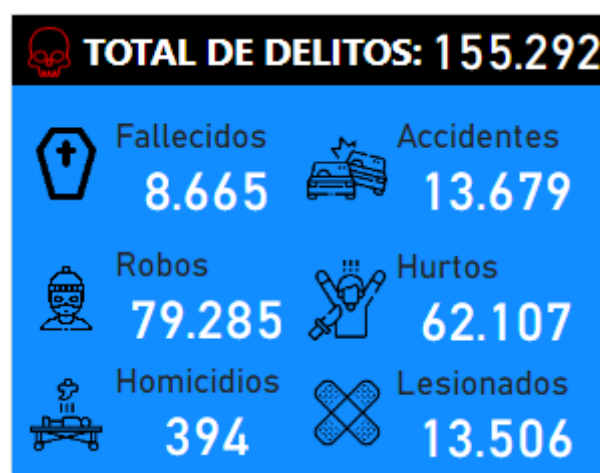 TOTAL DE DELITOS: 155.292
Fallecidos
8.665
Accidentes
13.679
Robos
79.285
Hurtos
62.107
Homicidios
394
Lesionados
13.506